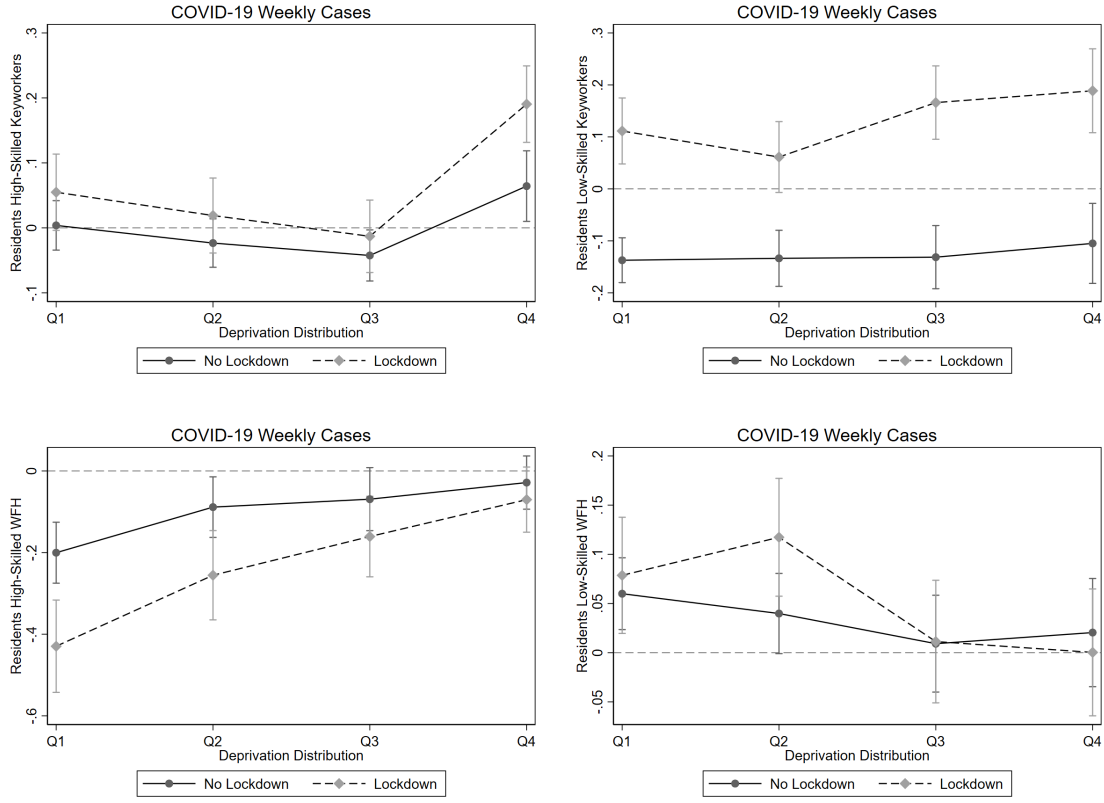 COVID-19 Weekly Cases
Residents High-Skilled Keyworkers
.3
.2
.1
0
-.1
Q1 Q2 Q3 Q4
Deprivation Distribution
No Lockdown Lockdown
COVID-19 Weekly Cases
Residents Low-Skilled Keyworkers
.3
.2
.1
0
-.1
-.2
Q1 Q2 Q3 Q4
Deprivation Distribution
No Lockdown Lockdown
COVID-19 Weekly Cases
Residents High-Skilled WFH
0
-.2
-.4
-.6
Q1 Q2 Q3 Q4
Deprivation Distribution
No Lockdown Lockdown
COVID-19 Weekly Cases
Residents Low-Skilled WFH
.2
.15
.1
.05
0
-.05
Q1 Q2 Q3 Q4
Deprivation Distribution
No Lockdown Lockdown